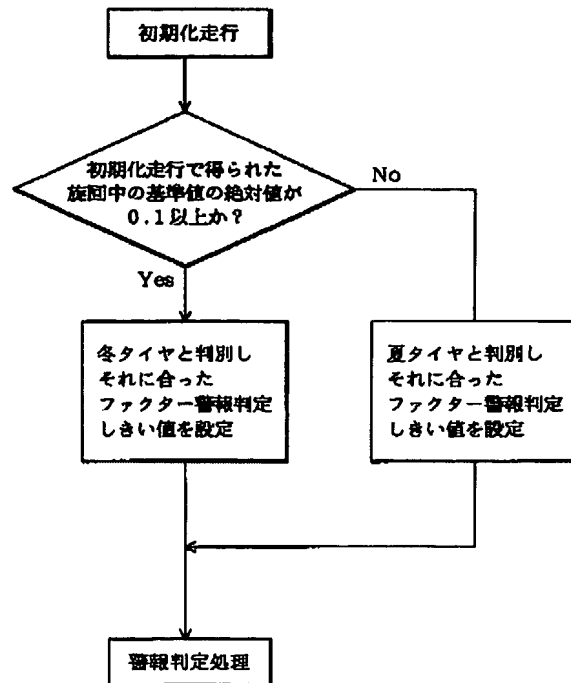 初期化走行
初期化走行で得られた
旋回中の基準値の絶対値が
0.1以上か？
No
Yes
冬タイヤと判別し
それに合った
ファクター警報判定
しきい値を設定
夏タイヤと判別し
それに合った
ファクター警報判定
しきい値を設定
警報判定処理